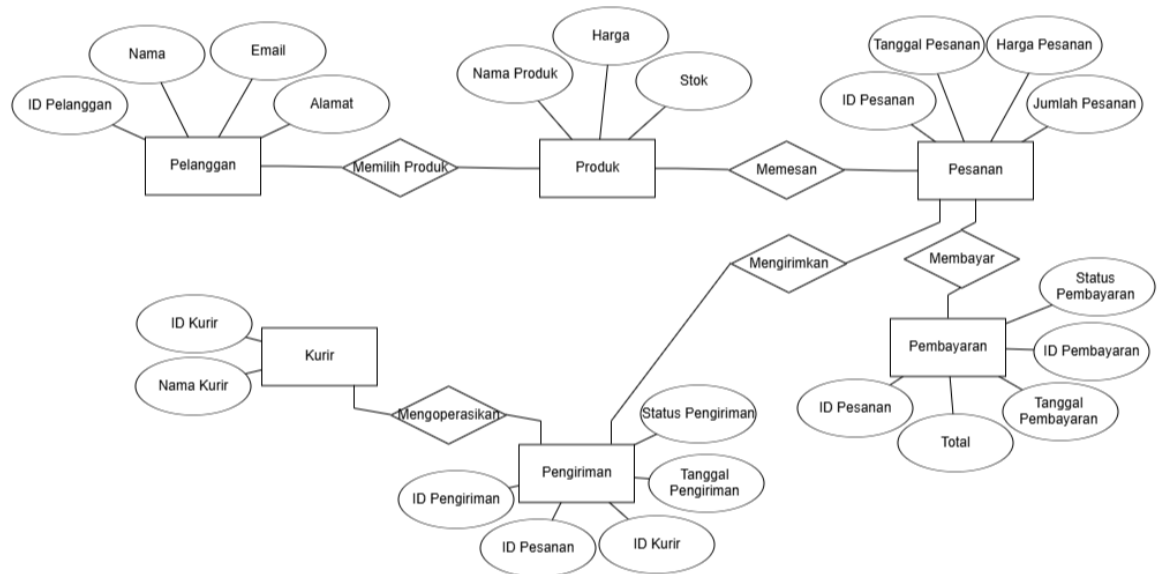 Nama
Email
ID Pelanggan
Alamat
Pelanggan
Memilih Produk
Harga
Nama Produk
Stok
Produk
Memesan
Tanggal Pesanan
Harga Pesanan
ID Pesanan
Jumlah Pesanan
Pesanan
Mengirimkan
Membayar
Status
Pembayaran
ID Pembayaran
Pembayaran
Tanggal
Pembayaran
ID Pesanan
Total
ID Kurir
Nama Kurir
Kurir
Mengoperasikan
Status Pengiriman
Pengiriman
Tanggal
Pengiriman
ID Pengiriman
ID Pesanan
ID Kurir